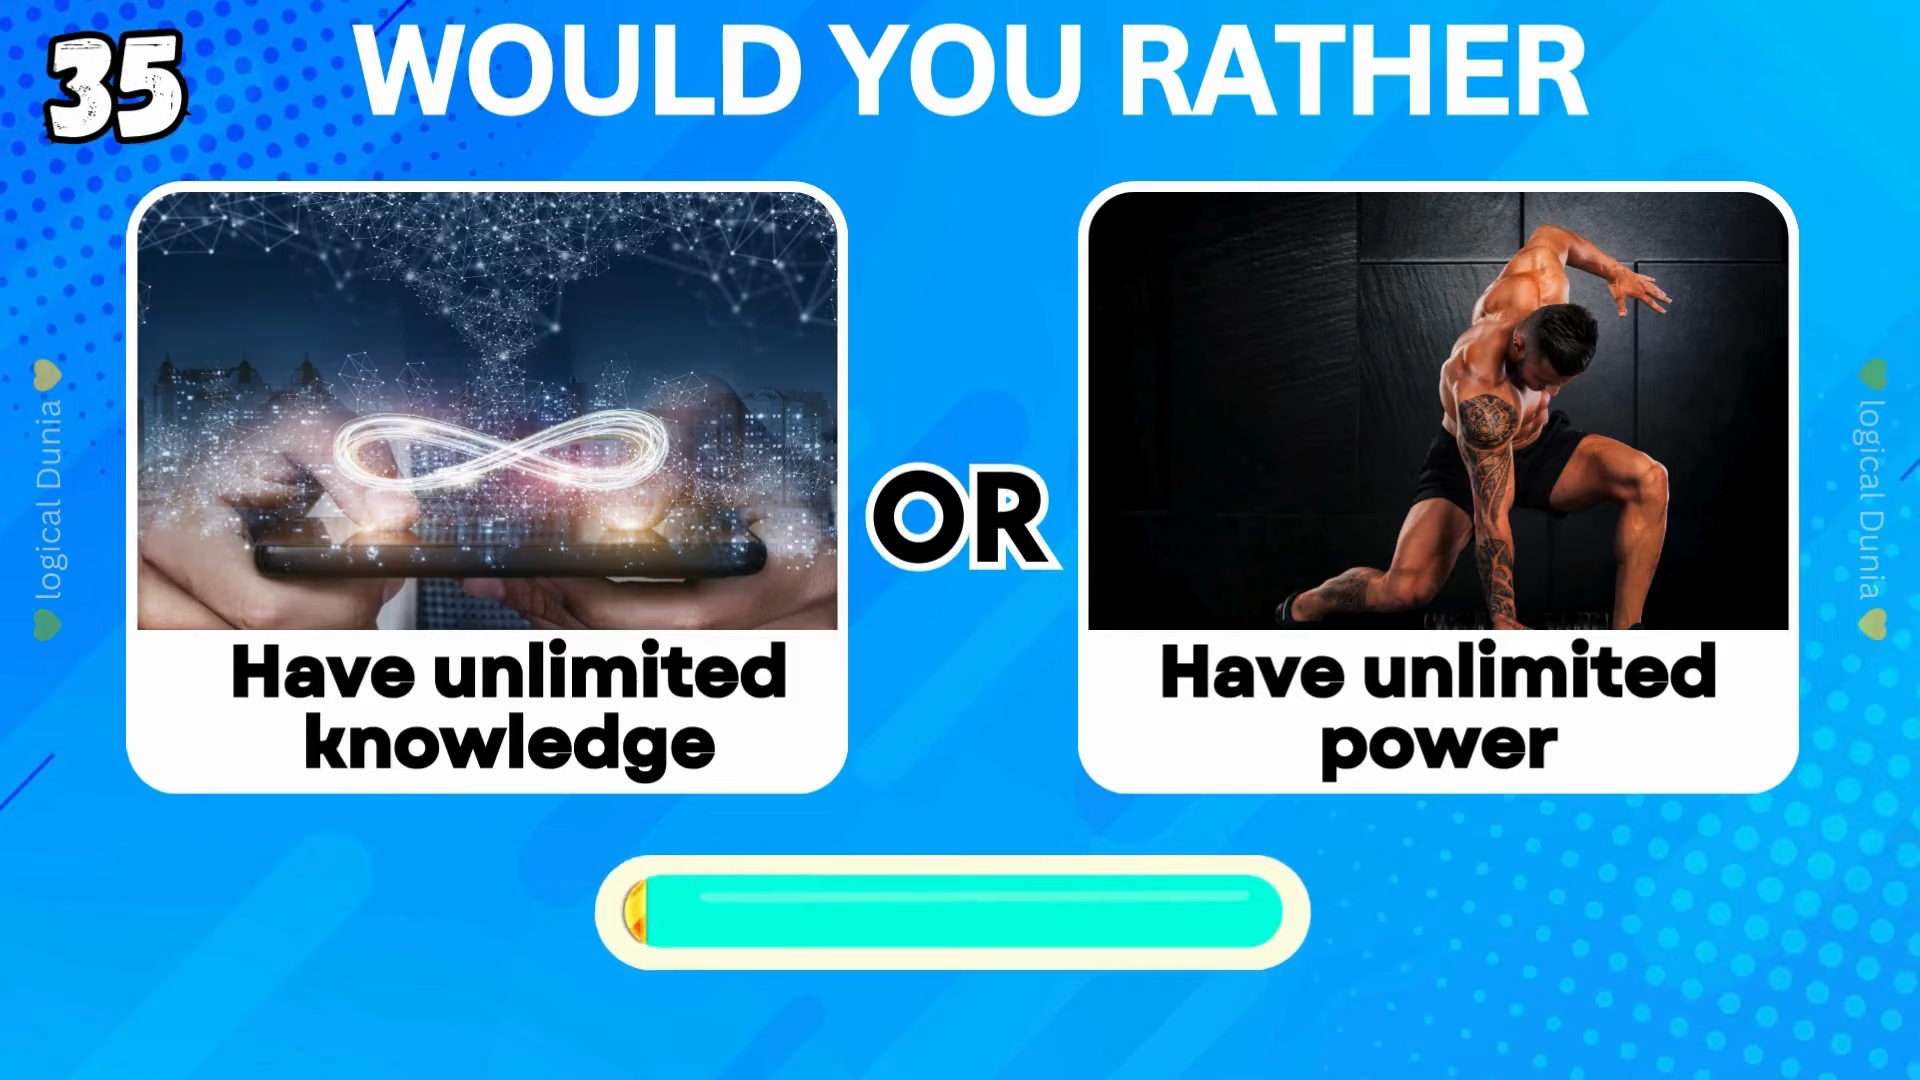 35
WOULD YOU RATHER
logical Dunia
Have unlimited
knowledge
OR
Have unlimited
power
logical Dunia